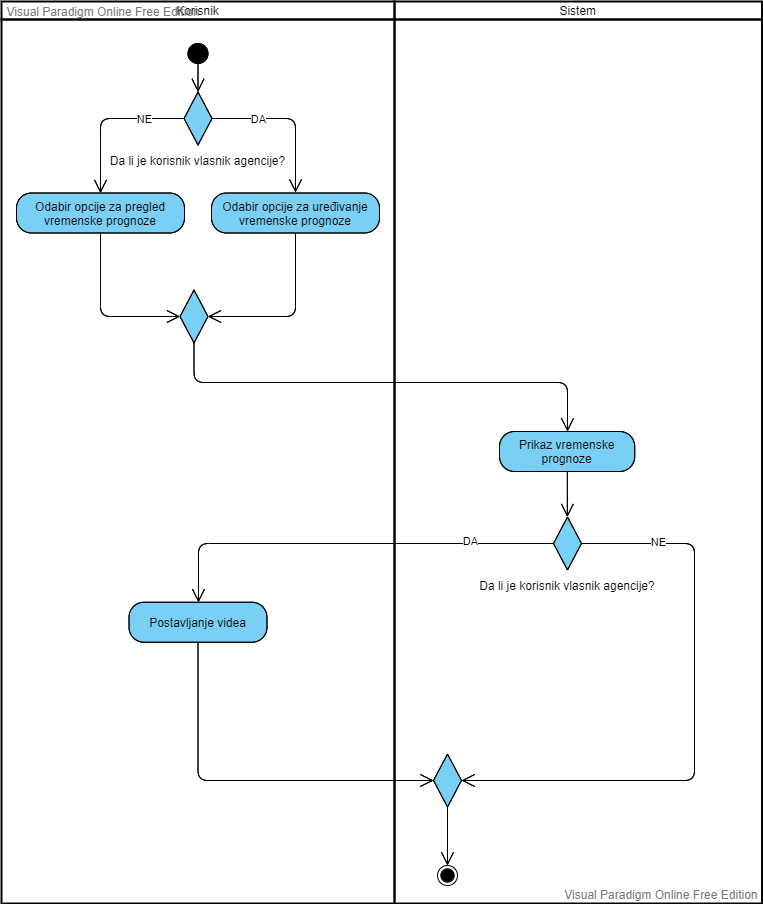 Visual Paradigm Online Free Edition
Korisnik
Sistem
NE
DA
Da li je korisnik vlasnik agencije?
Odabir opcije za pregled
vremenske prognoze
Odabir opcije za uređivanje
vremenske prognoze
Prikaz vremenske
prognoze
DA
NE
Da li je korisnik vlasnik agencije?
Postavljanje videa
Visual Paradigm Online Free Edition